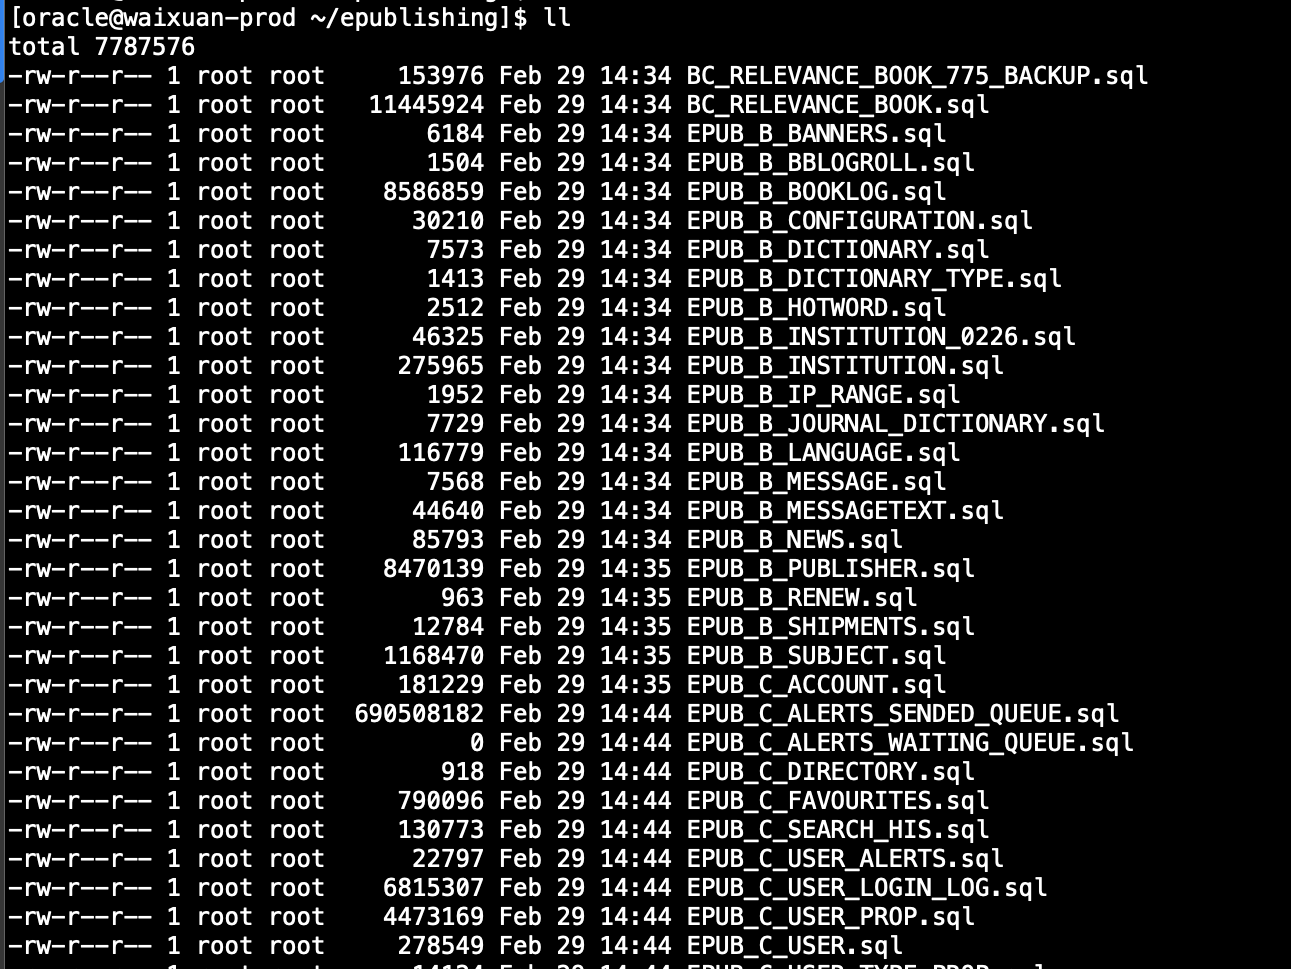 [oracle@waixuan-prod ~/epublishing]$ ll
total 7787576
-rw-r--r-- 1 root root 153976 Feb 29 14:34 BC_RELEVANCE_BOOK_775_BACKUP.sql
-rw-r--r-- 1 root root 11445924 Feb 29 14:34 BC_RELEVANCE_BOOK.sql
-rw-r--r-- 1 root root 6184 Feb 29 14:34 EPUB_B_BANNERS.sql
-rw-r--r-- 1 root root 1504 Feb 29 14:34 EPUB_B_BBLOGROLL.sql
-rw-r--r-- 1 root root 8586859 Feb 29 14:34 EPUB_B_BOOKLOG.sql
-rw-r--r-- 1 root root 30210 Feb 29 14:34 EPUB_B_CONFIGURATION.sql
-rw-r--r-- 1 root root 7573 Feb 29 14:34 EPUB_B_DICTIONARY.sql
-rw-r--r-- 1 root root 1413 Feb 29 14:34 EPUB_B_DICTIONARY_TYPE.sql
-rw-r--r-- 1 root root 2512 Feb 29 14:34 EPUB_B_HOTWORD.sql
-rw-r--r-- 1 root root 46325 Feb 29 14:34 EPUB_B_INSTITUTION_0226.sql
-rw-r--r-- 1 root root 275965 Feb 29 14:34 EPUB_B_INSTITUTION.sql
-rw-r--r-- 1 root root 1952 Feb 29 14:34 EPUB_B_IP_RANGE.sql
-rw-r--r-- 1 root root 7729 Feb 29 14:34 EPUB_B_JOURNAL_DICTIONARY.sql
-rw-r--r-- 1 root root 116779 Feb 29 14:34 EPUB_B_LANGUAGE.sql
-rw-r--r-- 1 root root 7568 Feb 29 14:34 EPUB_B_MESSAGE.sql
-rw-r--r-- 1 root root 44640 Feb 29 14:34 EPUB_B_MESSAGETEXT.sql
-rw-r--r-- 1 root root 85793 Feb 29 14:34 EPUB_B_NEWS.sql
-rw-r--r-- 1 root root 8470139 Feb 29 14:35 EPUB_B_PUBLISHER.sql
-rw-r--r-- 1 root root 963 Feb 29 14:35 EPUB_B_RENEW.sql
-rw-r--r-- 1 root root 12784 Feb 29 14:35 EPUB_B_SHIPMENTS.sql
-rw-r--r-- 1 root root 1168470 Feb 29 14:35 EPUB_B_SUBJECT.sql
-rw-r--r-- 1 root root 181229 Feb 29 14:35 EPUB_C_ACCOUNT.sql
-rw-r--r-- 1 root root 690508182 Feb 29 14:44 EPUB_C_ALERTS_SENDED_QUEUE.sql
-rw-r--r-- 1 root root 0 Feb 29 14:44 EPUB_C_ALERTS_WAITING_QUEUE.sql
-rw-r--r-- 1 root root 918 Feb 29 14:44 EPUB_C_DIRECTORY.sql
-rw-r--r-- 1 root root 790096 Feb 29 14:44 EPUB_C_FAVOURITES.sql
-rw-r--r-- 1 root root 130773 Feb 29 14:44 EPUB_C_SEARCH_HIS.sql
-rw-r--r-- 1 root root 22797 Feb 29 14:44 EPUB_C_USER_ALERTS.sql
-rw-r--r-- 1 root root 6815307 Feb 29 14:44 EPUB_C_USER_LOGIN_LOG.sql
-rw-r--r-- 1 root root 4473169 Feb 29 14:44 EPUB_C_USER_PROP.sql
-rw-r--r-- 1 root root 278549 Feb 29 14:44 EPUB_C_USER.sql